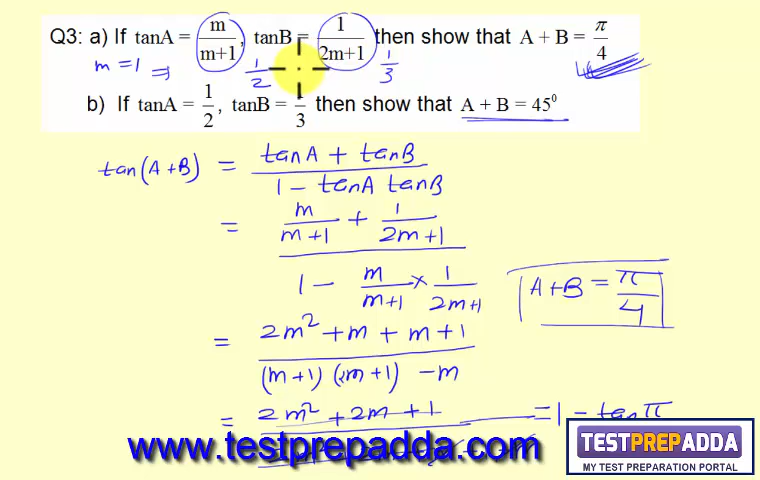 Q3: a) If tanA = m/(m+1), tanB = 1/(2m+1) then show that A + B = π/4
m = 1 ⇒ 1/2 1/3
b) If tanA = 1/2, tanB = 1/3 then show that A + B = 45⁰
tan(A+B) = (tanA + tanB)/(1 - tanA tanB)
= (m/(m+1) + 1/(2m+1))/(1 - m/(m+1) × 1/(2m+1))
A+B = π/4
= (2m² + m + m + 1)/((m+1)(2m+1) - m)
= 2m² + 2m + 1 = 1 - tan π
www.testprepadda.com
TESTPREPADDA
MY TEST PREPARATION PORTAL